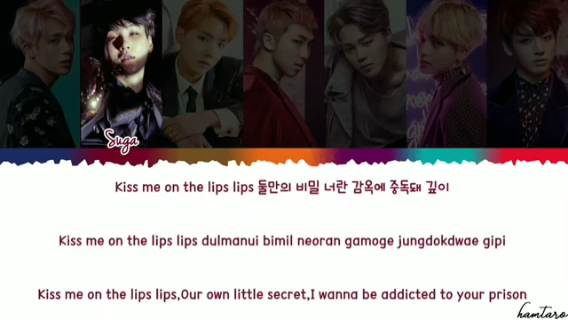 Suga
Kiss me on the lips lips 둘만의 비밀 너란 감옥에 중독돼 깊이
Kiss me on the lips lips dulmanui bimil neoran gamoge jungdokdwae gipi
Kiss me on the lips lips,Our own little secret,I wanna be addicted to your prison
hamtaro